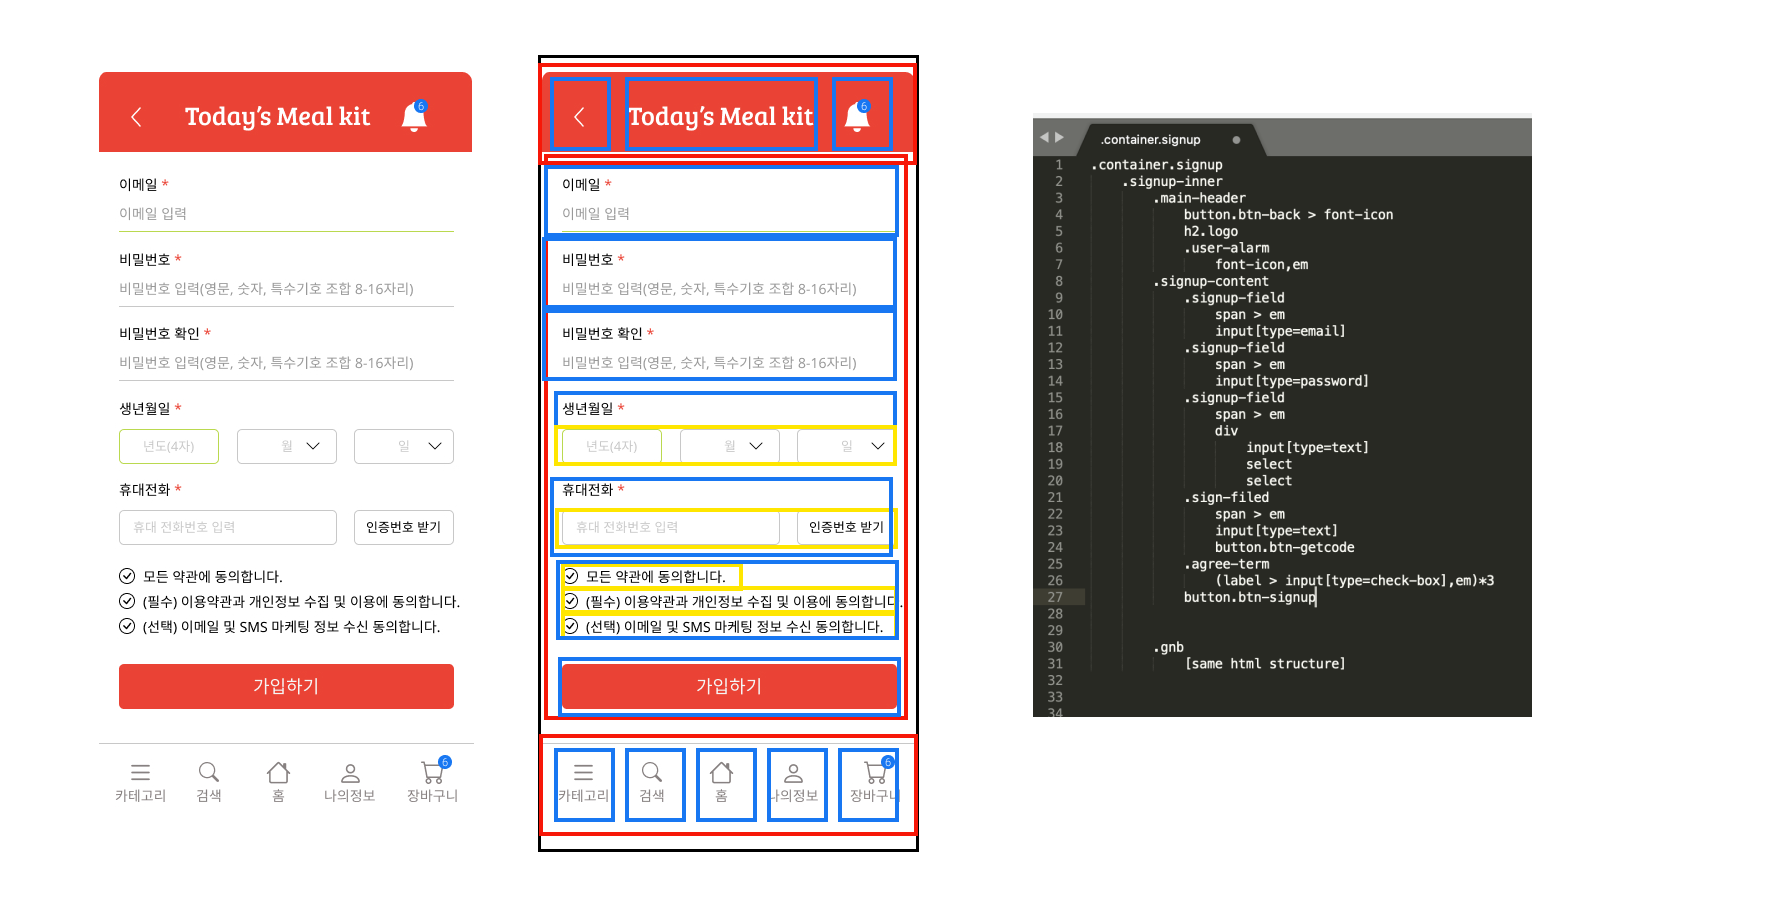 Today's Meal kit
6
이메일 *
이메일 입력
비밀번호 *
비밀번호 입력(영문, 숫자, 특수기호 조합 8-16자리)
비밀번호 확인 *
비밀번호 입력(영문, 숫자, 특수기호 조합 8-16자리)
생년월일 *
년도(4자) 월 일
휴대전화 *
휴대 전화번호 입력 인증번호 받기
모든 약관에 동의합니다.
(필수) 이용약관과 개인정보 수집 및 이용에 동의합니다.
(선택) 이메일 및 SMS 마케팅 정보 수신 동의합니다.
가입하기
6
카테고리 검색 홈 나의정보 장바구니
Today's Meal kit
6
이메일 *
이메일 입력
비밀번호 *
비밀번호 입력(영문, 숫자, 특수기호 조합 8-16자리)
비밀번호 확인 *
비밀번호 입력(영문, 숫자, 특수기호 조합 8-16자리)
생년월일 *
년도(4자) 월 일
휴대전화 *
휴대 전화번호 입력 인증번호 받기
모든 약관에 동의합니다.
(필수) 이용약관과 개인정보 수집 및 이용에 동의합니다.
(선택) 이메일 및 SMS 마케팅 정보 수신 동의합니다.
가입하기
6
카테고리 검색 홈 나의정보 장바구니
.container.signup
1 .container.signup
2 .signup-inner
3 .main-header
4 button.btn-back > font-icon
5 h2.logo
6 .user-alarm
7 font-icon,em
8 .signup-content
9 .signup-field
10 span > em
11 input[type=email]
12 .signup-field
13 span > em
14 input[type=password]
15 .signup-field
16 span > em
17 div
18 input[type=text]
19 select
20 select
21 .sign-filed
22 span > em
23 input[type=text]
24 button.btn-getcode
25 .agree-term
26 (label > input[type=check-box],em)*3
27 button.btn-signup
28
29
30 .gnb
31 [same html structure]
32
33
34